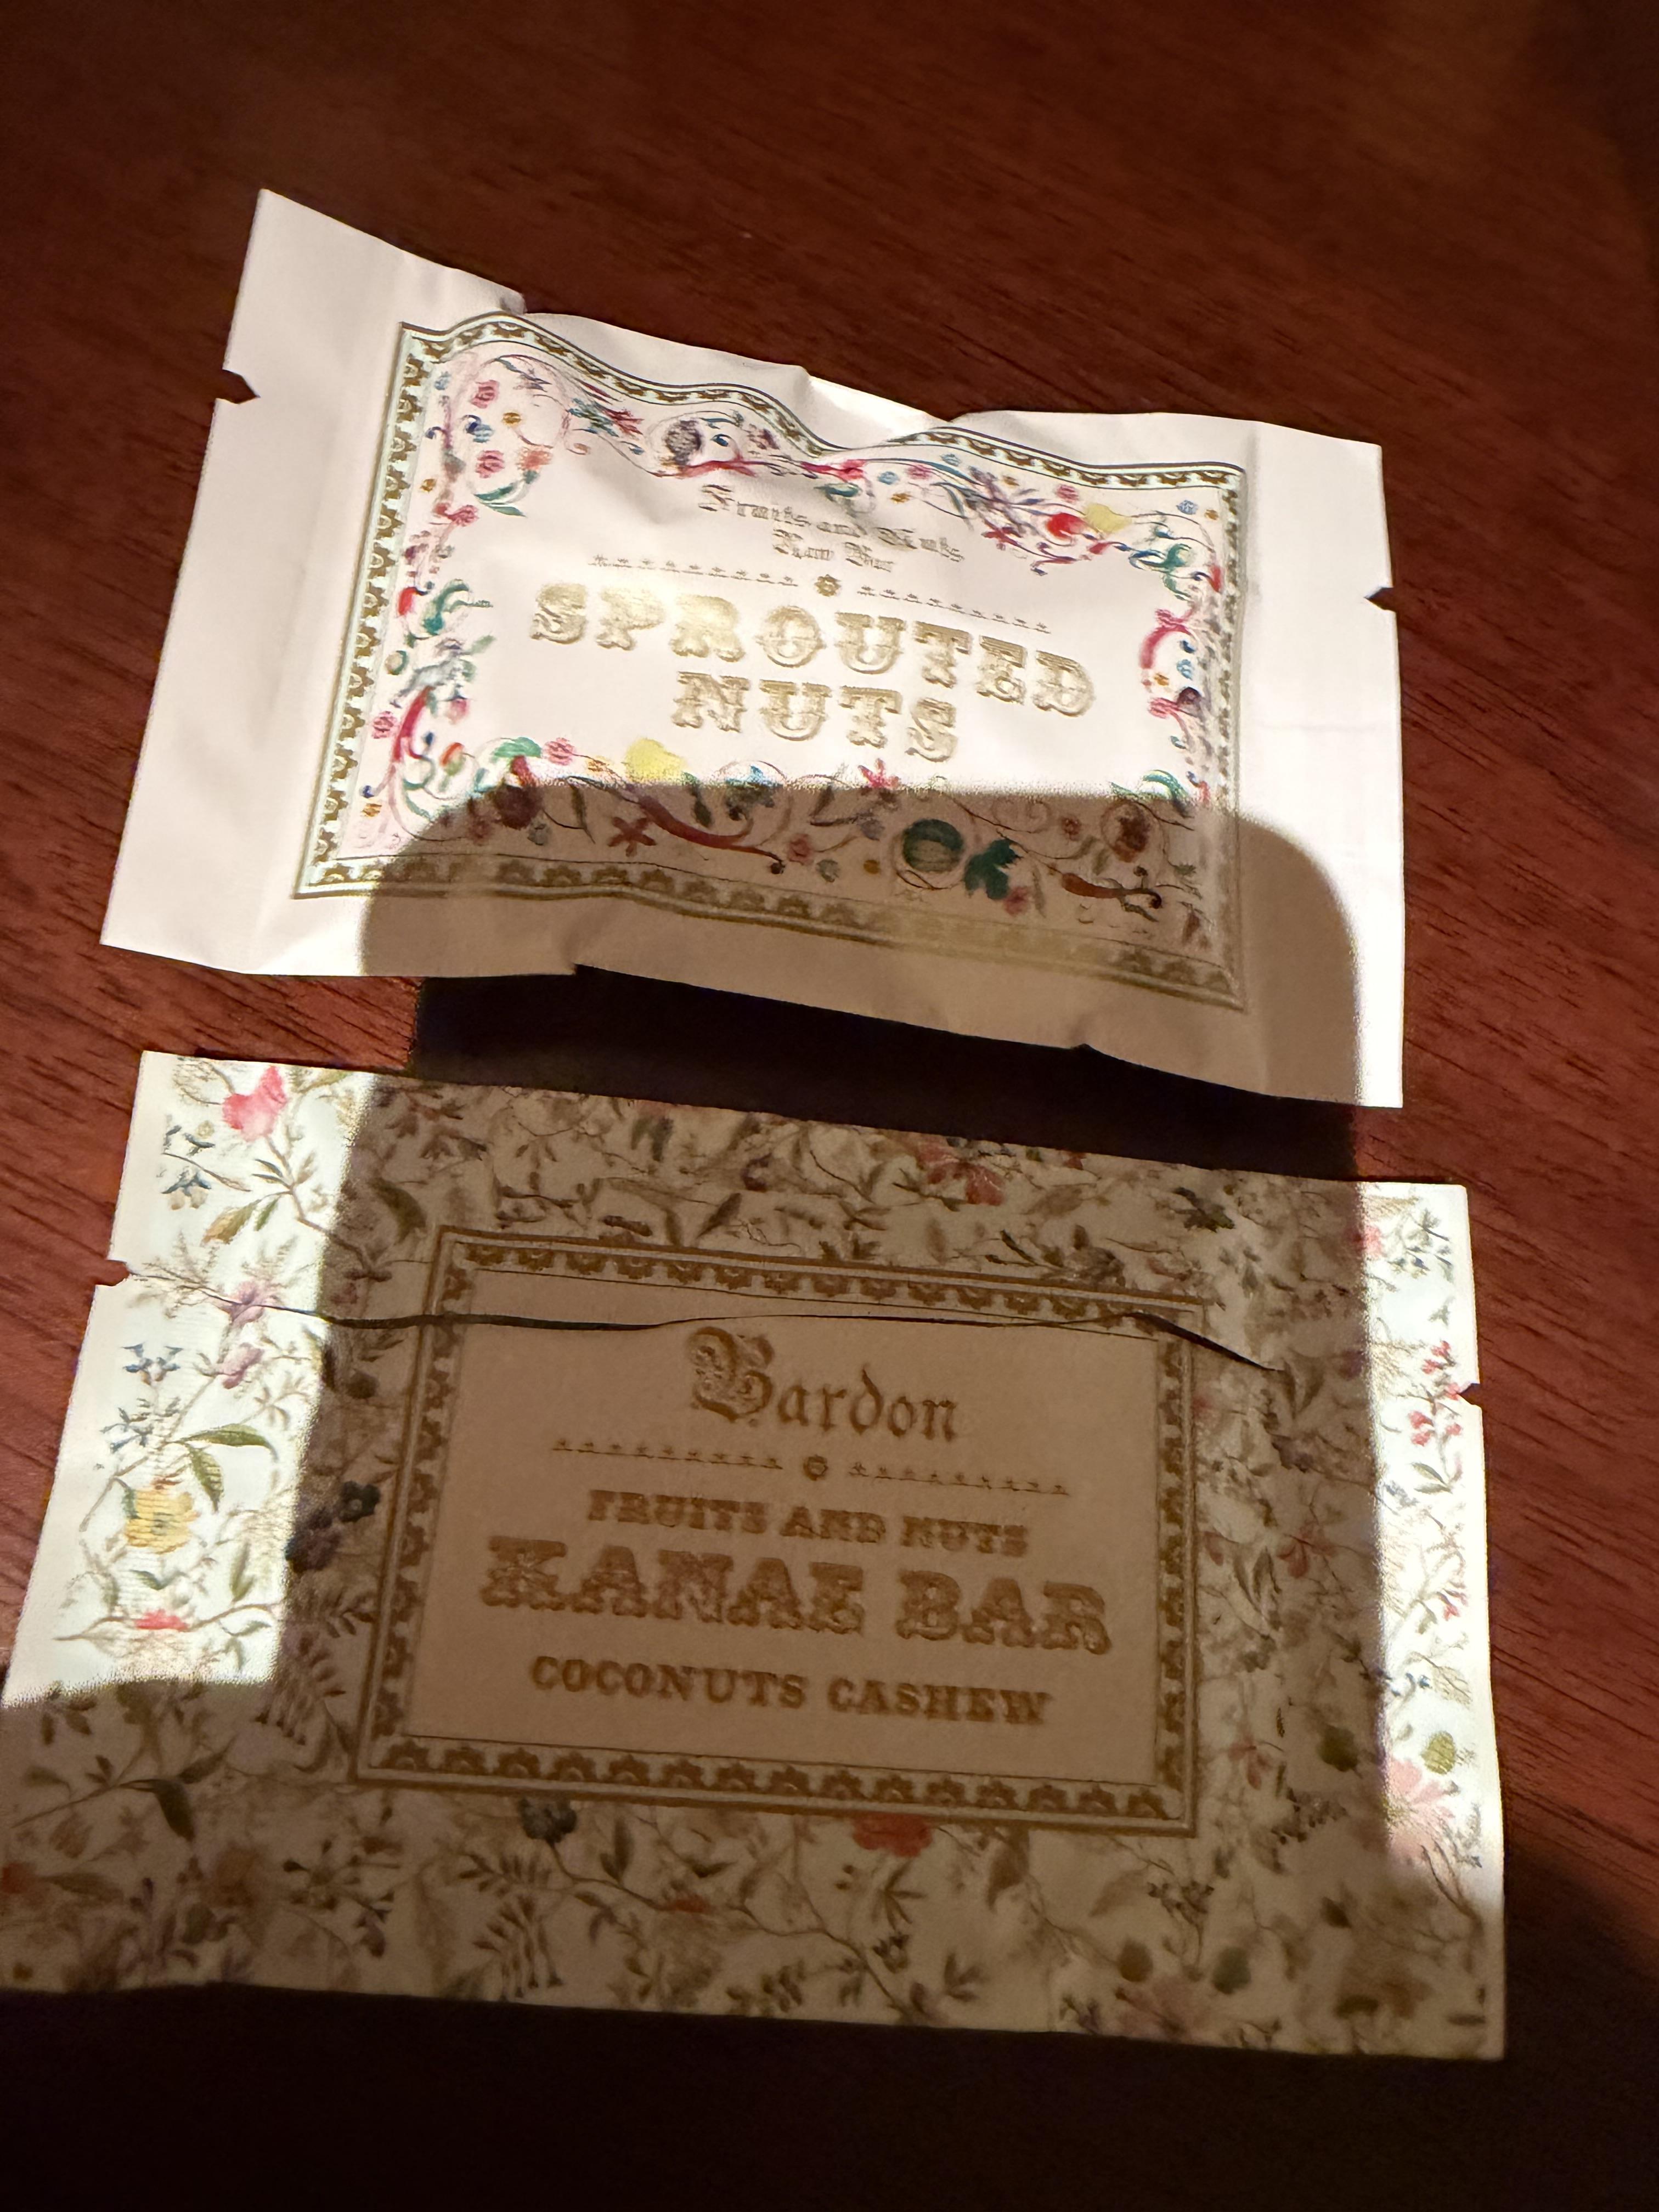 Fruits and Nuts
Raw Bar
SPROUTED
NUTS
Bardon
FRUITS AND NUTS
KANAE BAR
COCONUTS CASHEW